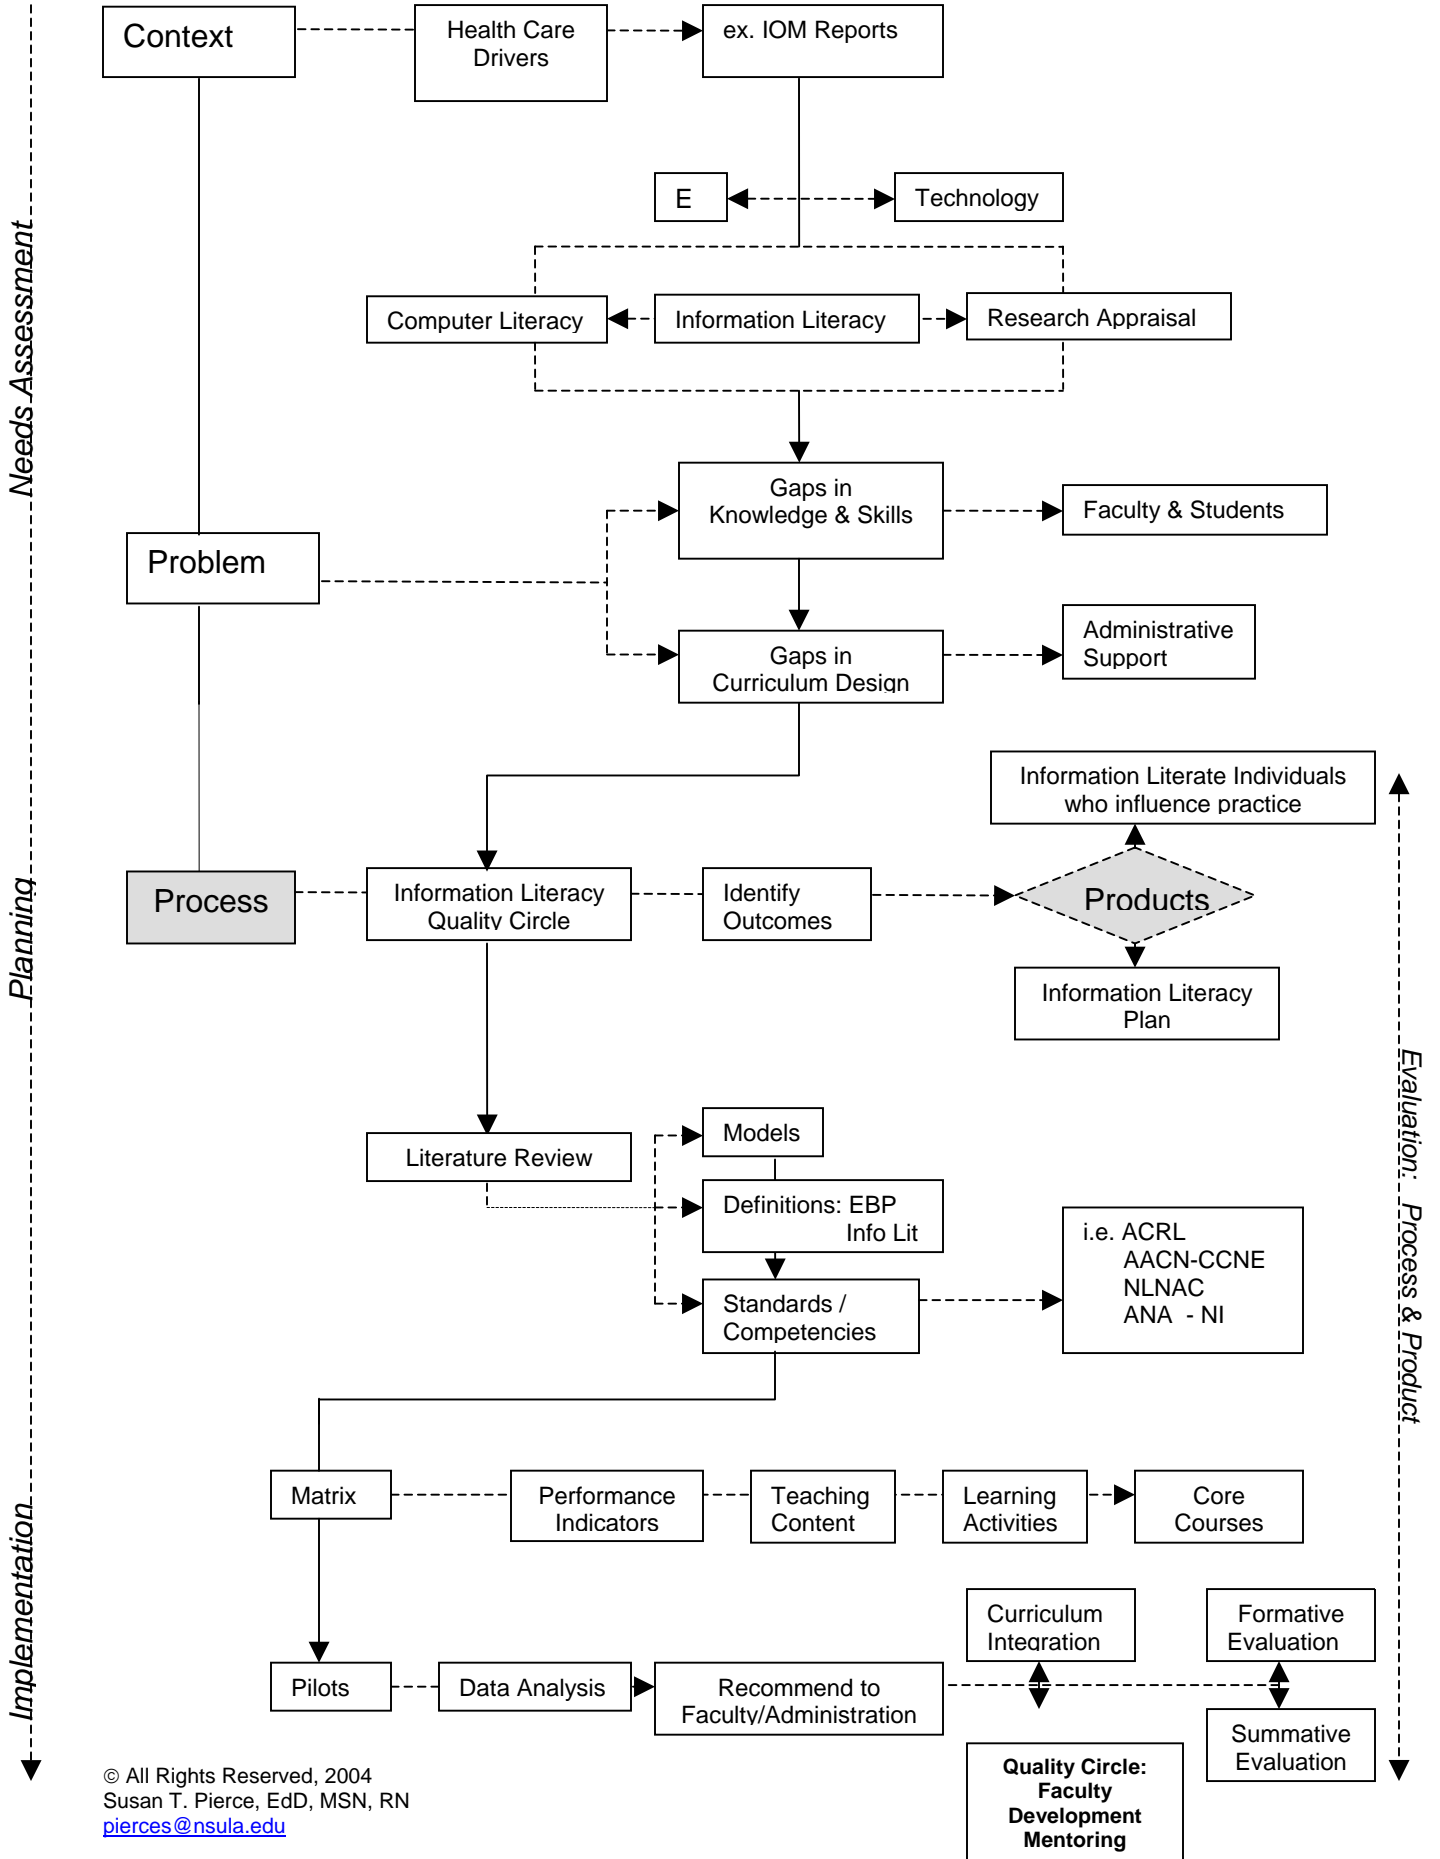 Context
Health Care
Drivers
ex. IOM Reports
E
Technology
Needs Assessment
Computer Literacy
Information Literacy
Research Appraisal
Gaps in
Knowledge & Skills
Faculty & Students
Problem
Gaps in
Curriculum Design
Administrative
Support
Information Literate Individuals
who influence practice
Planning
Process
Information Literacy
Quality Circle
Identify
Outcomes
Products
Information Literacy
Plan
Evaluation: Process & Product
Literature Review
Models
Definitions: EBP
Info Lit
Standards /
Competencies
i.e. ACRL
AACN-CCNE
NLNAC
ANA - NI
Implementation
Matrix
Performance
Indicators
Teaching
Content
Learning
Activities
Core
Courses
Curriculum
Integration
Formative
Evaluation
Pilots
Data Analysis
Recommend to
Faculty/Administration
Summative
Evaluation
Quality Circle:
Faculty
Development
Mentoring
© All Rights Reserved, 2004
Susan T. Pierce, EdD, MSN, RN
pierces@nsula.edu